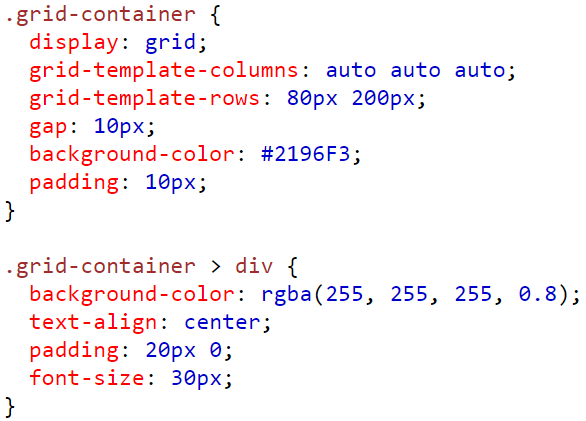 .grid-container {
  display: grid;
  grid-template-columns: auto auto auto;
  grid-template-rows: 80px 200px;
  gap: 10px;
  background-color: #2196F3;
  padding: 10px;
}

.grid-container > div {
  background-color: rgba(255, 255, 255, 0.8);
  text-align: center;
  padding: 20px 0;
  font-size: 30px;
}